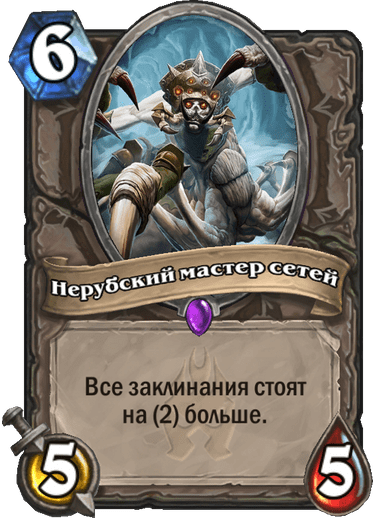 6
Нерубский мастер сетей
Все заклинания стоят
на (2) больше.
5
5